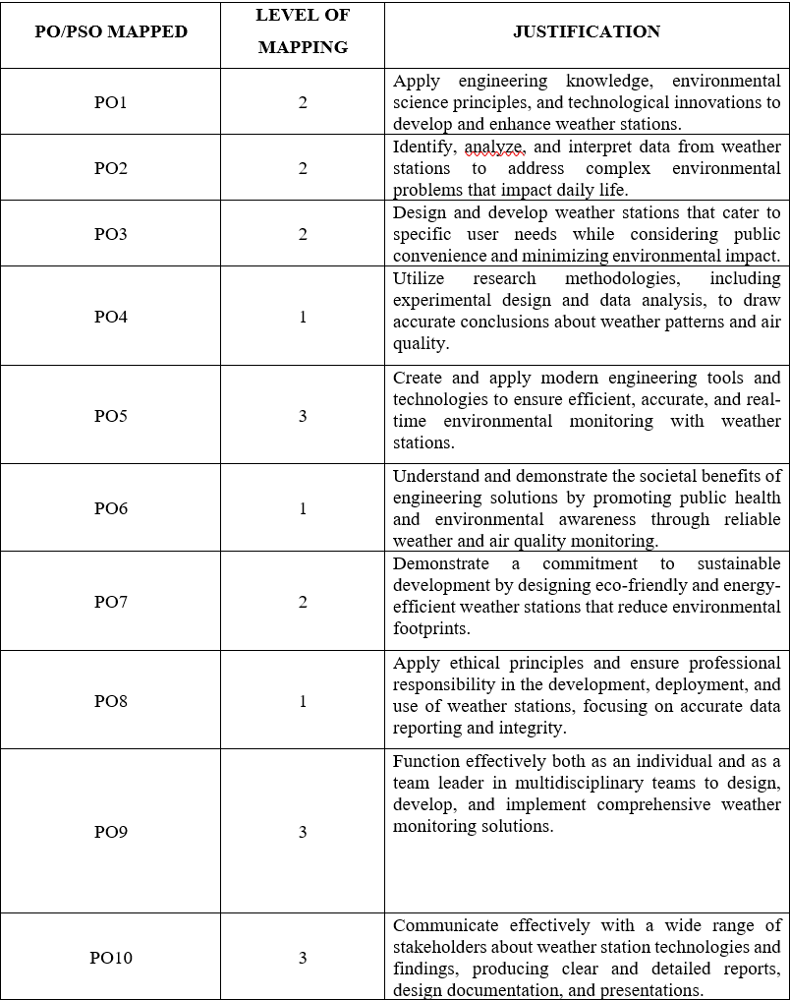 PO/PSO MAPPED
LEVEL OF
MAPPING
JUSTIFICATION
PO1
2
Apply engineering knowledge, environmental
science principles, and technological innovations to
develop and enhance weather stations.
PO2
2
Identify, analyze, and interpret data from weather
stations to address complex environmental
problems that impact daily life.
PO3
2
Design and develop weather stations that cater to
specific user needs while considering public
convenience and minimizing environmental impact.
PO4
1
Utilize research methodologies, including
experimental design and data analysis, to draw
accurate conclusions about weather patterns and air
quality.
PO5
3
Create and apply modern engineering tools and
technologies to ensure efficient, accurate, and real-
time environmental monitoring with weather
stations.
PO6
1
Understand and demonstrate the societal benefits of
engineering solutions by promoting public health
and environmental awareness through reliable
weather and air quality monitoring.
PO7
2
Demonstrate a commitment to sustainable
development by designing eco-friendly and energy-
efficient weather stations that reduce environmental
footprints.
PO8
1
Apply ethical principles and ensure professional
responsibility in the development, deployment, and
use of weather stations, focusing on accurate data
reporting and integrity.
PO9
3
Function effectively both as an individual and as a
team leader in multidisciplinary teams to design,
develop, and implement comprehensive weather
monitoring solutions.
PO10
3
Communicate effectively with a wide range of
stakeholders about weather station technologies and
findings, producing clear and detailed reports,
design documentation, and presentations.